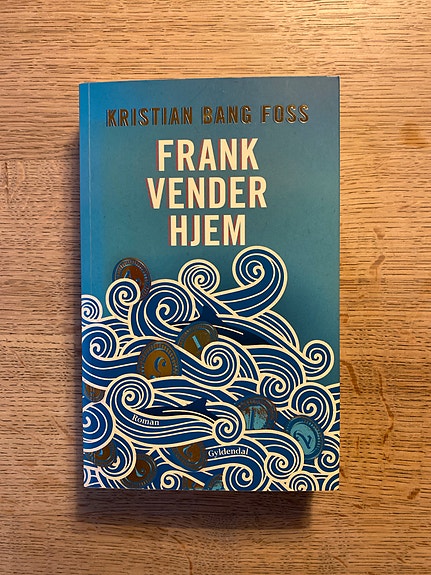 KRISTIAN BANG FOSS
FRANK
VENDER
HJEM
Roman
Gyldendal